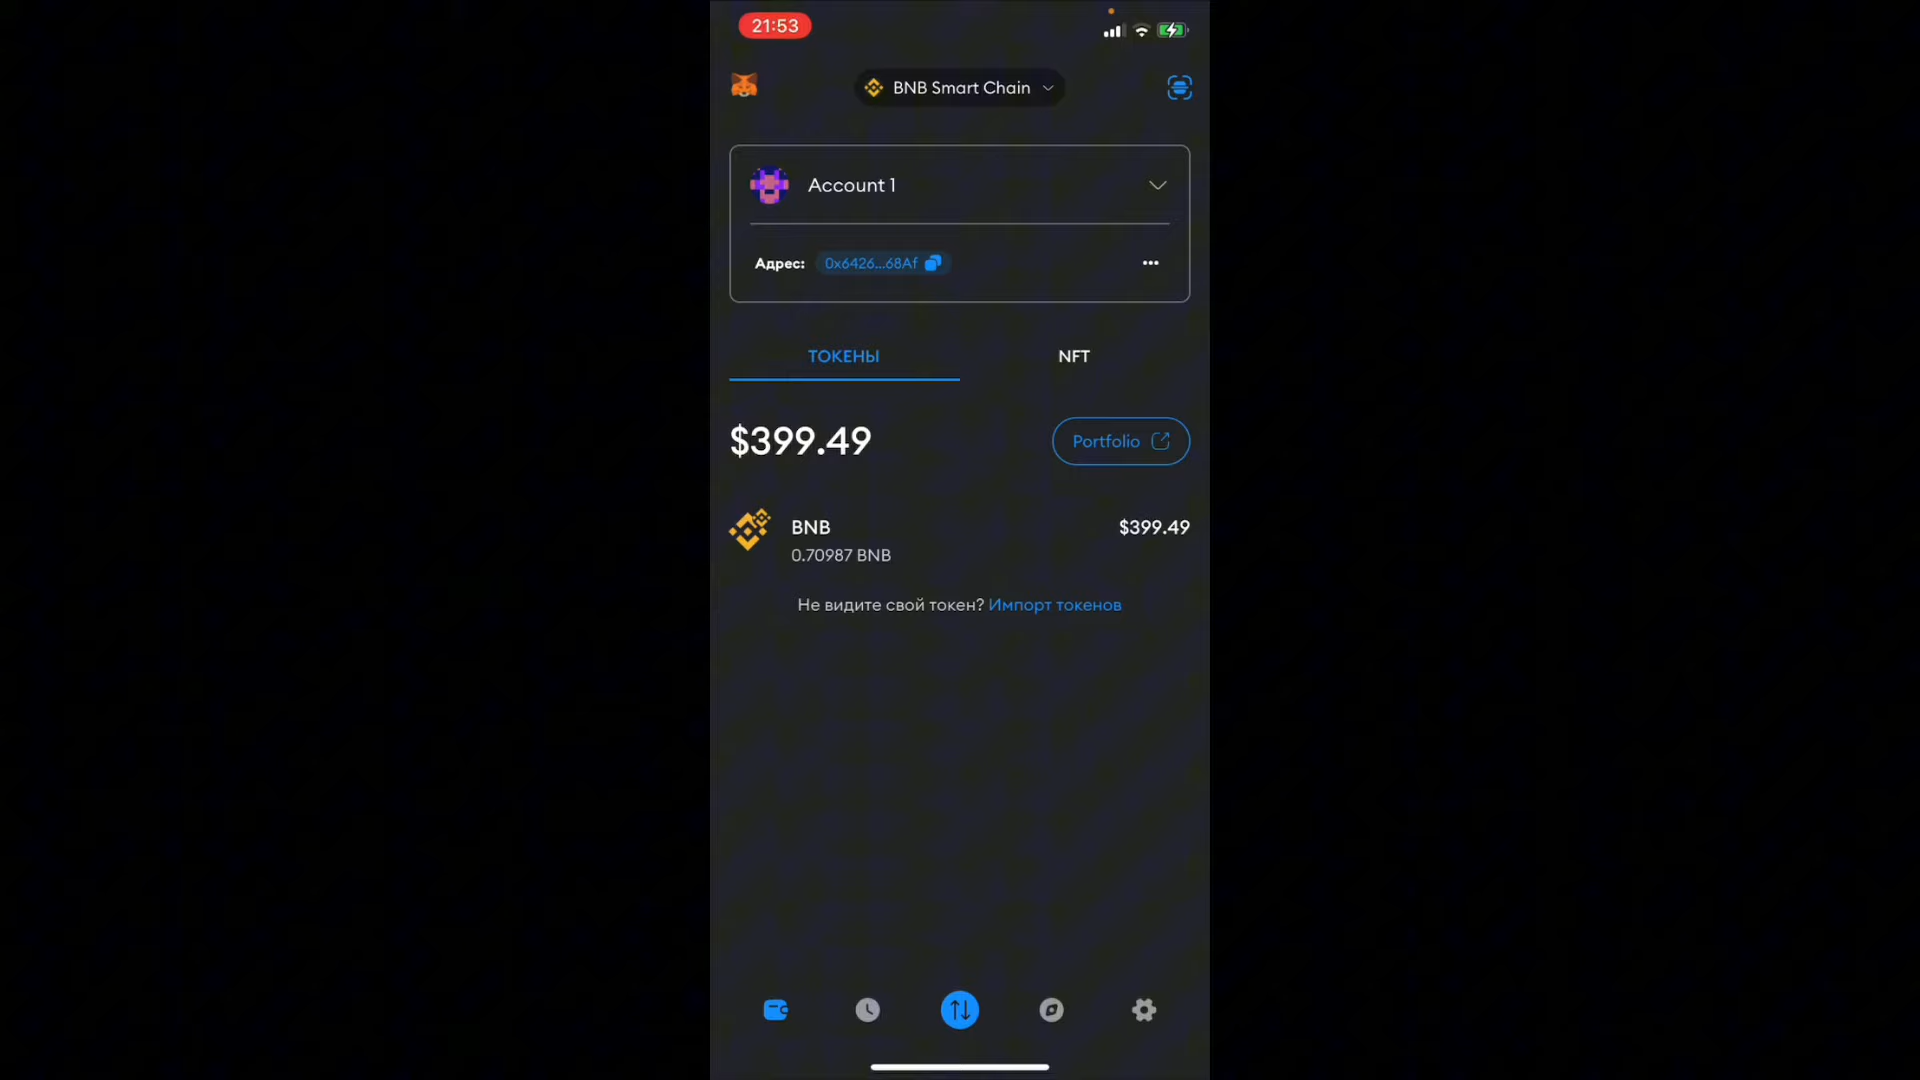 21:53
BNB Smart Chain
Account 1
Адрес: 0x6426...68Af
ТОКЕНЫ
NFT
$399.49
Portfolio
BNB
$399.49
0.70987 BNB
Не видите свой токен? Импорт токенов